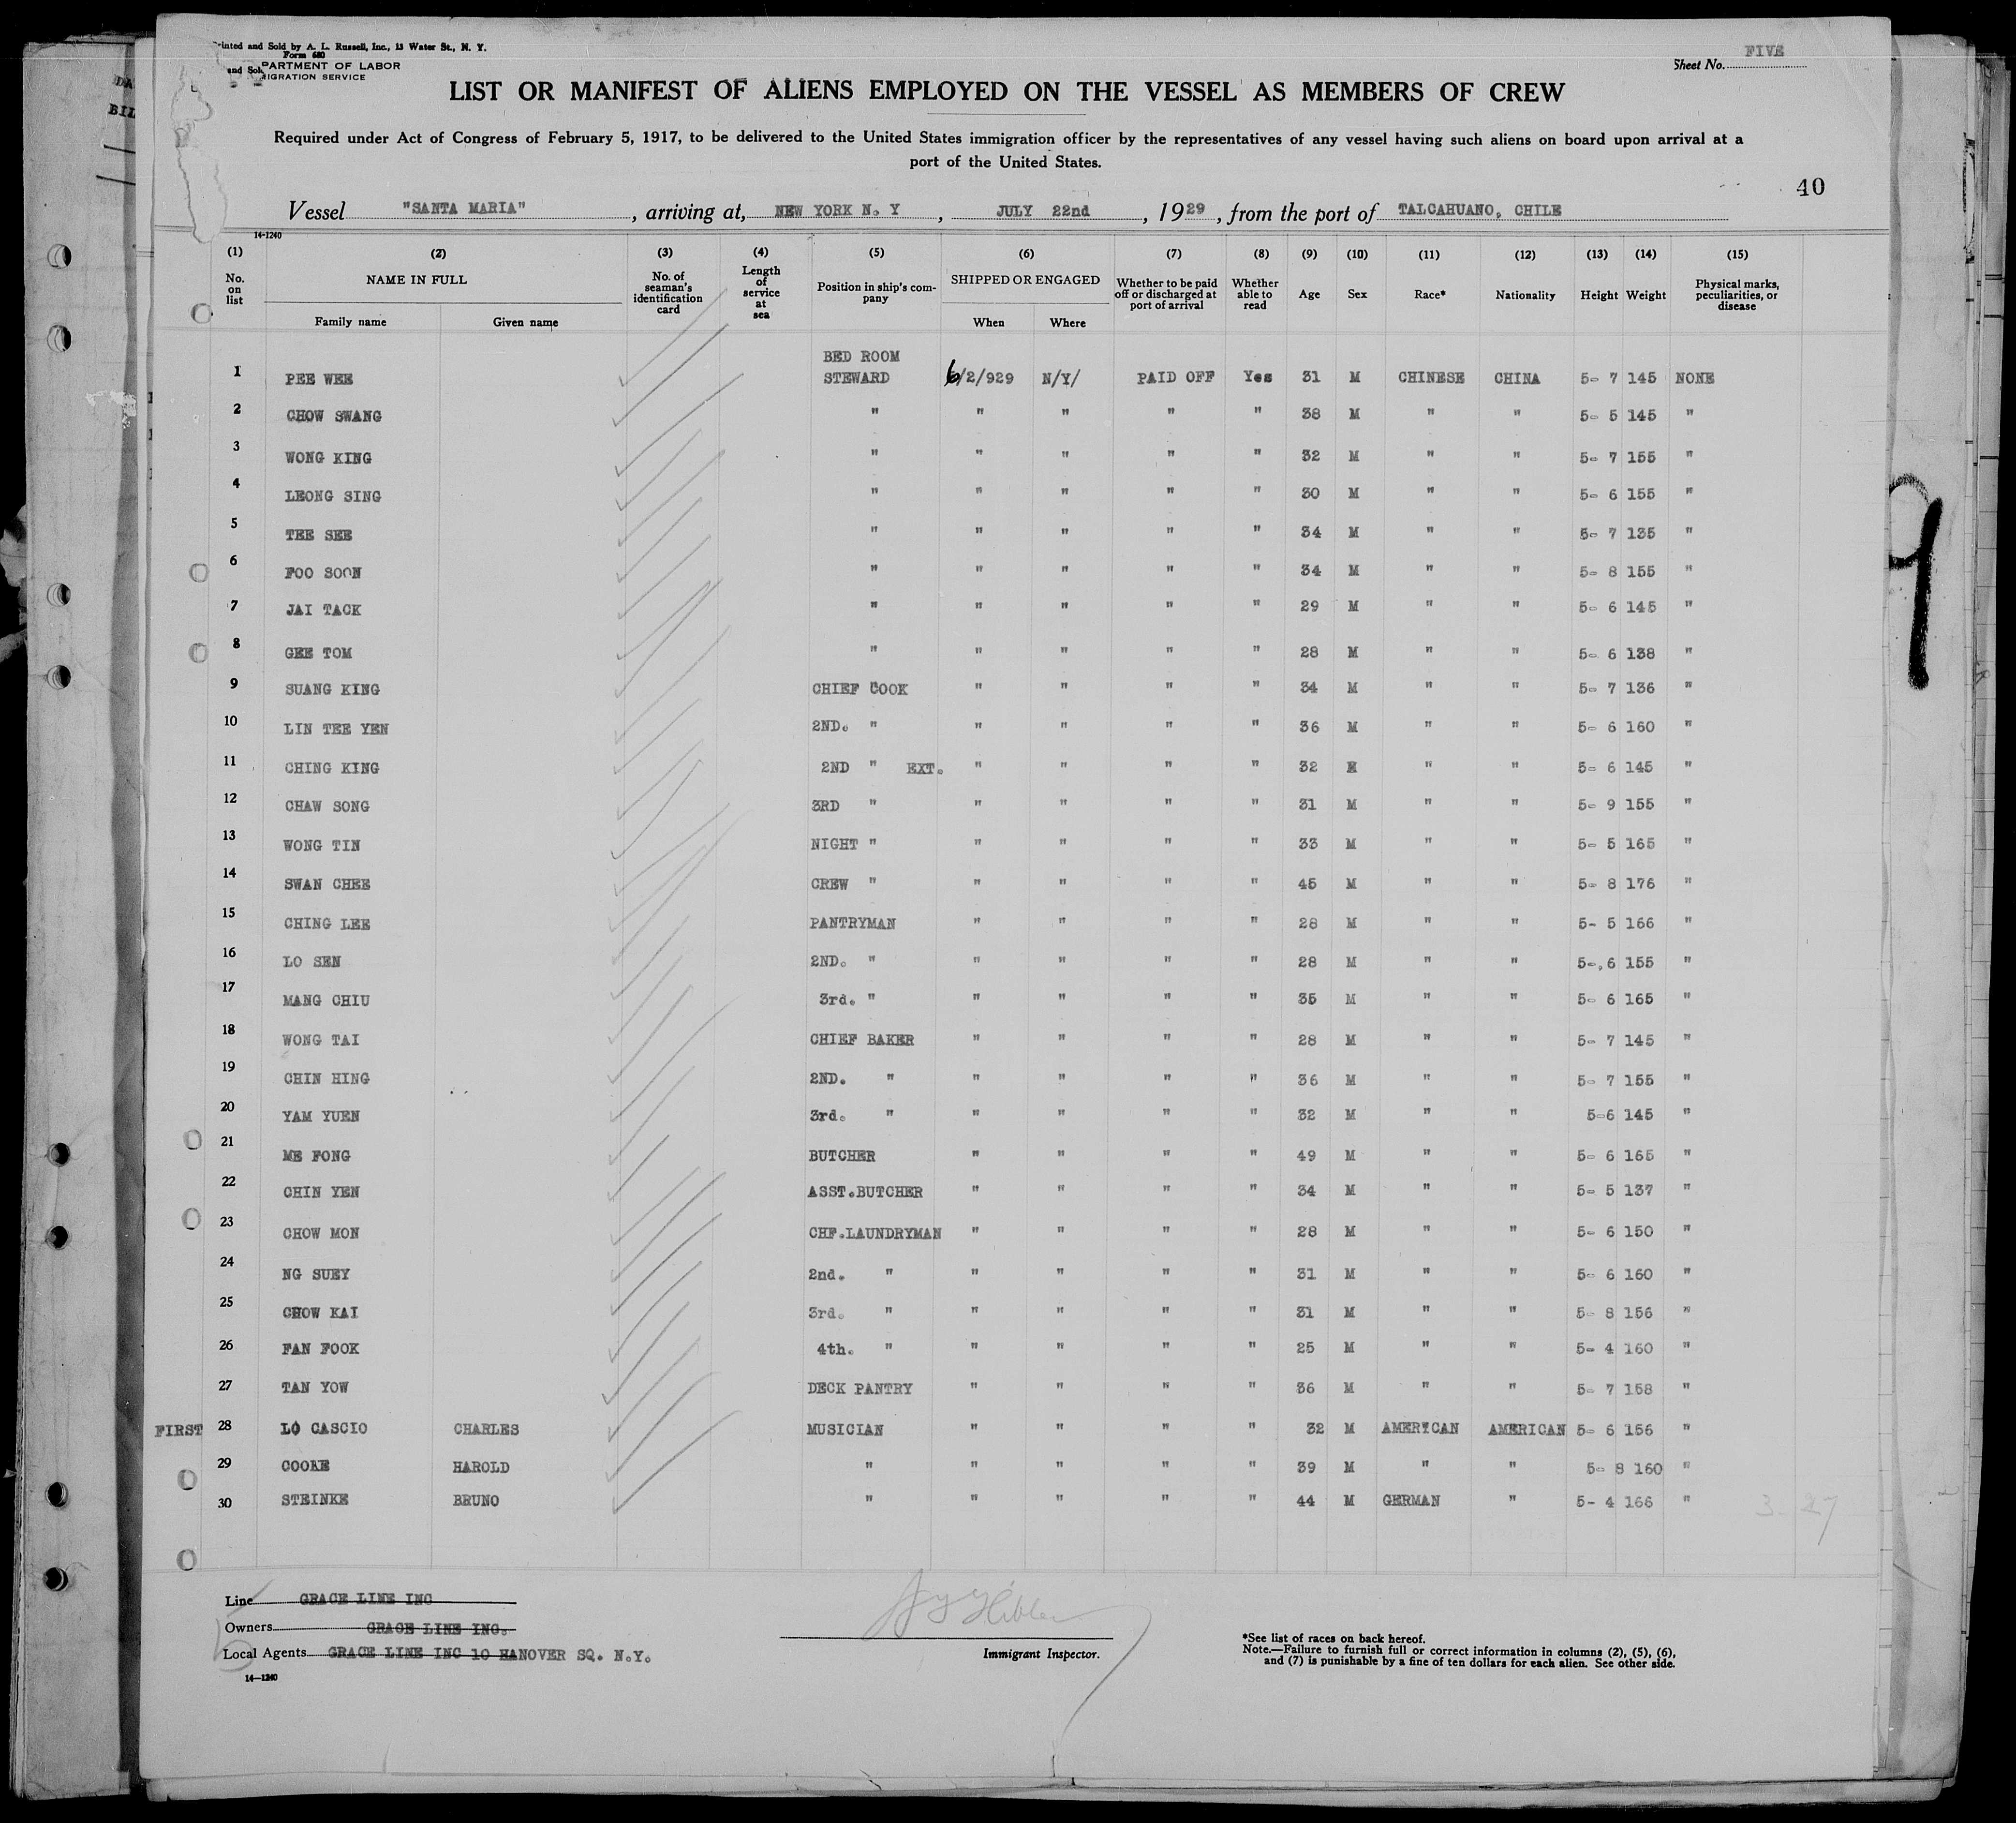 Printed and Sold by A. L. Russell, Inc., 13 Water St., N. Y.
Form 680
and Sol
PARTMENT OF LABOR
IGRATION SERVICE
FIVE
Sheet No.
LIST OR MANIFEST OF ALIENS EMPLOYED ON THE VESSEL AS MEMBERS OF CREW
Required under Act of Congress of February 5, 1917, to be delivered to the United States immigration officer by the representatives of any vessel having such aliens on board upon arrival at a
port of the United States.
40
Vessel "SANTA MARIA", arriving at, NEW YORK N. Y, JULY 22nd, 1929, from the port of TALCAHUANO, CHILE
14-1240
(1) (2) (3) (4) (5) (6) (7) (8) (9) (10) (11) (12) (13) (14) (15)
No. on list NAME IN FULL Family name Given name No. of seaman's identification card Length of service at sea Position in ship's company SHIPPED OR ENGAGED When Where Whether to be paid off or discharged at port of arrival Whether able to read Age Sex Race* Nationality Height Weight Physical marks, peculiarities, or disease
BED ROOM
1 PEE WEE STEWARD 6/2/929 N/Y/ PAID OFF Yes 31 M CHINESE CHINA 5- 7 145 NONE
2 CHOW SWANG " " " " " 38 M " " 5- 5 145 "
3 WONG KING " " " " " 32 M " " 5- 7 155 "
4 LEONG SING " " " " " 30 M " " 5- 6 155 "
5 TEE SEE " " " " " 34 M " " 5- 7 135 "
6 FOO SOON " " " " " 34 M " " 5- 8 155 "
7 JAI TACK " " " " " 29 M " " 5- 6 145 "
8 GEE TOM " " " " " 28 M " " 5- 6 138 "
9 SUANG KING CHIEF COOK " " " " 34 M " " 5- 7 136 "
10 LIN TEE YEN 2ND. " " " " " 36 M " " 5- 6 160 "
11 CHING KING 2ND " EXT. " " " " 32 M " " 5- 6 145 "
12 CHAW SONG 3RD " " " " " 31 M " " 5- 9 155 "
13 WONG TIN NIGHT " " " " " 33 M " " 5- 5 165 "
14 SWAN CHEE CREW " " " " " 45 M " " 5- 8 176 "
15 CHING LEE PANTRYMAN " " " " 28 M " " 5- 5 166 "
16 LO SEN 2ND. " " " " " 28 M " " 5-,6 155 "
17 MANG CHIU 3rd. " " " " " 35 M " " 5- 6 165 "
18 WONG TAI CHIEF BAKER " " " " 28 M " " 5- 7 145 "
19 CHIN HING 2ND. " " " " " 36 M " " 5- 7 155 "
20 YAM YUEN 3rd. " " " " " 32 M " " 5-6 145 "
21 ME FONG BUTCHER " " " " 49 M " " 5- 6 165 "
22 CHIN YEN ASST.BUTCHER " " " " 34 M " " 5- 5 137 "
23 CHOW MON CHF.LAUNDRYMAN " " " " 28 M " " 5- 6 150 "
24 NG SUEY 2nd. " " " " " 31 M " " 5- 6 160 "
25 CHOW KAI 3rd. " " " " " 31 M " " 5- 8 156 "
26 FAN FOOK 4th. " " " " " 25 M " " 5- 4 160 "
27 TAN YOW DECK PANTRY " " " " 36 M " " 5- 7 158 "
FIRST 28 LO CASCIO CHARLES MUSICIAN " " " " 32 M AMERICAN AMERICAN 5- 6 156 "
29 COOKE HAROLD " " " " " 39 M " " 5- 8 160 "
30 STEINKE BRUNO " " " " " 44 M GERMAN " 5- 4 166 "
3 27
Line GRACE LINE INC
Owners GRACE LINE INC.
Local Agents GRACE LINE INC 10 HANOVER SQ. N.Y.
14—1240
Immigrant Inspector.
*See list of races on back hereof.
Note.—Failure to furnish full or correct information in columns (2), (5), (6),
and (7) is punishable by a fine of ten dollars for each alien. See other side.